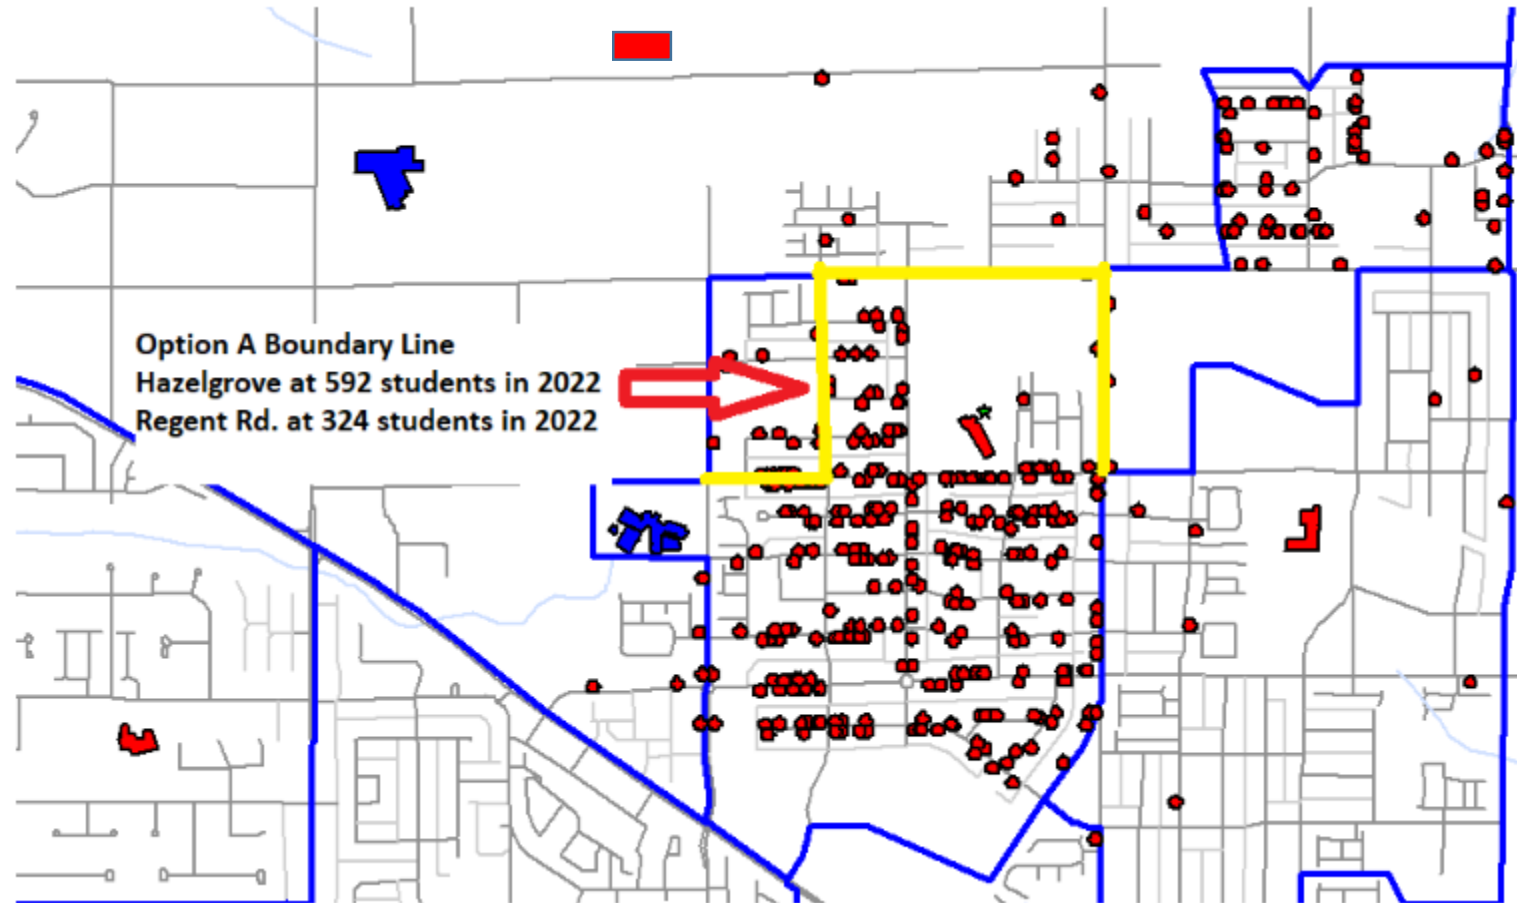 Option A Boundary Line
Hazelgrove at 592 students in 2022
Regent Rd. at 324 students in 2022